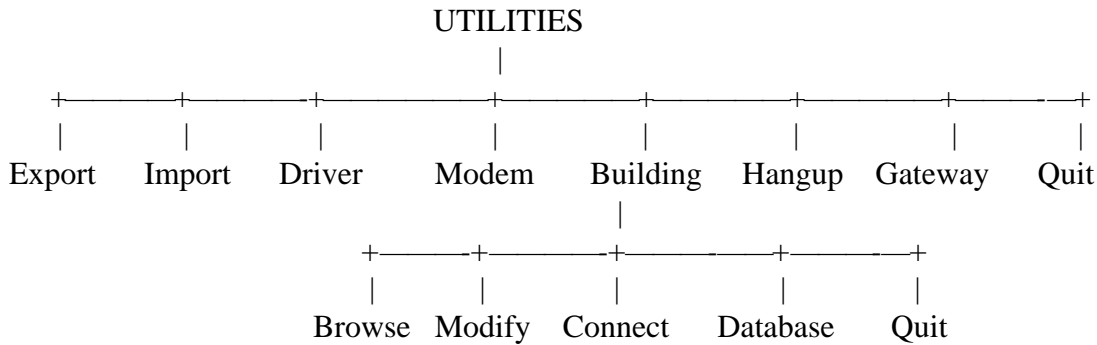 UTILITIES
Export Import Driver Modem Building Hangup Gateway Quit
Browse Modify Connect Database Quit